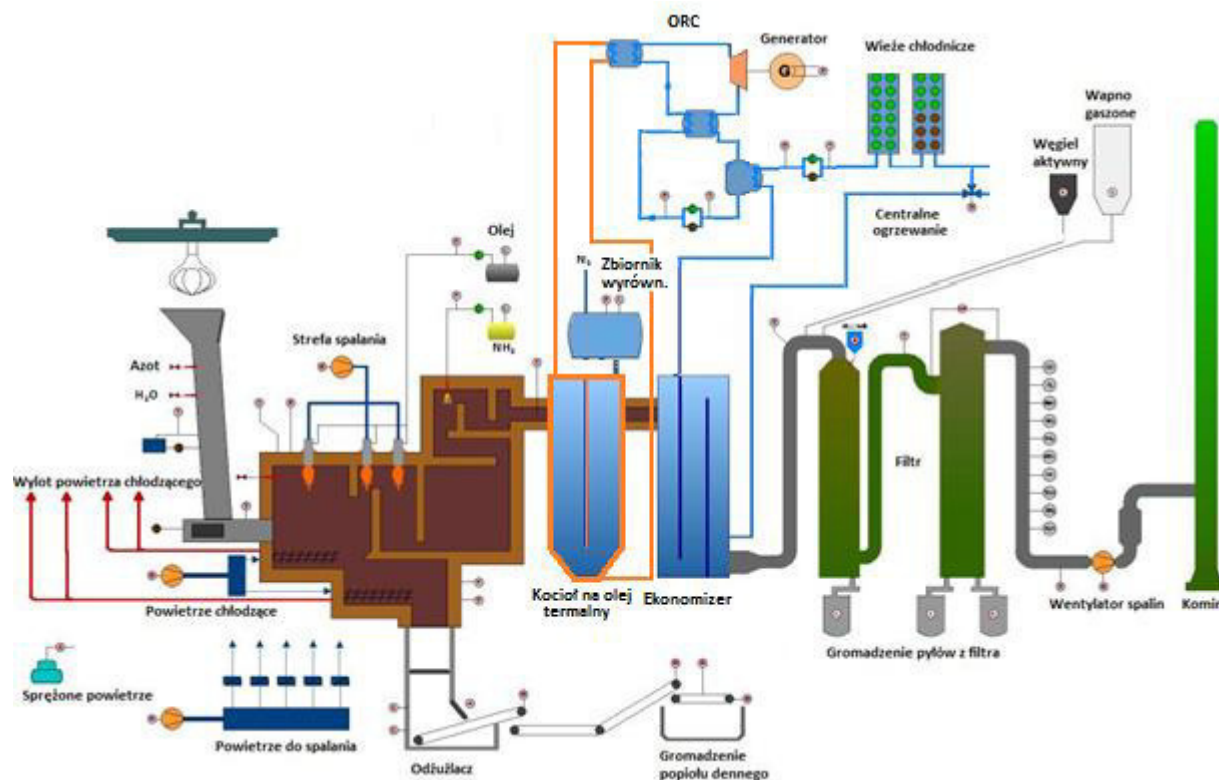 ORC
Generator
Wieże chłodnicze
Wapno
gaszone
Węgiel
aktywny
Centralne
ogrzewanie
Olej
N₂
Zbiornik
wyrówn.
NH₃
Strefa spalania
Azot
H₂O
Wylot powietrza chłodzącego
Filtr
Powietrze chłodzące
Kocioł na olej
termalny
Ekonomizer
Wentylator spalin
Komin
Gromadzenie pyłów z filtra
Sprężone powietrze
Powietrze do spalania
Odżużlacz
Gromadzenie
popiołu dennego